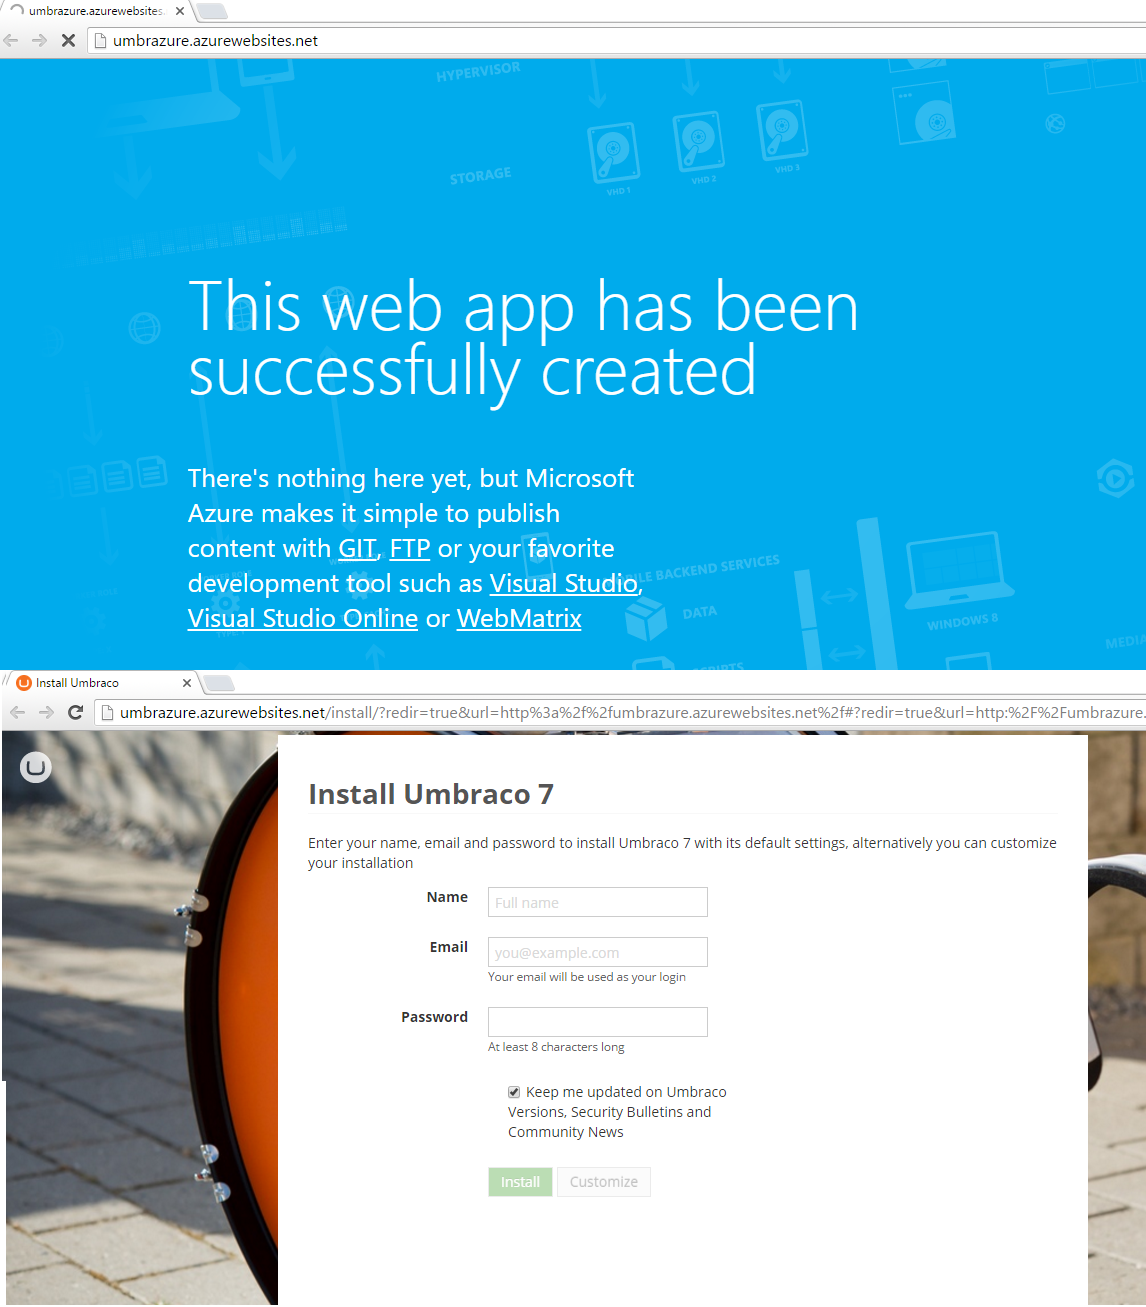 umbrazure.azurewebsites.
umbrazure.azurewebsites.net
HYPERVISOR
STORAGE
VHD 1
VHD 2
VHD 3
This web app has been
successfully created
There's nothing here yet, but Microsoft
Azure makes it simple to publish
content with GIT, FTP or your favorite
development tool such as Visual Studio,
Visual Studio Online or WebMatrix
BACKEND SERVICES
DATA
WINDOWS 8
MEDIA
Install Umbraco
umbrazure.azurewebsites.net/install/?redir=true&url=http%3a%2f%2fumbrazure.azurewebsites.net%2f#?redir=true&url=http:%2F%2Fumbrazure.
Install Umbraco 7
Enter your name, email and password to install Umbraco 7 with its default settings, alternatively you can customize
your installation
Name
Full name
Email
you@example.com
Your email will be used as your login
Password
At least 8 characters long
Keep me updated on Umbraco
Versions, Security Bulletins and
Community News
Install
Customize